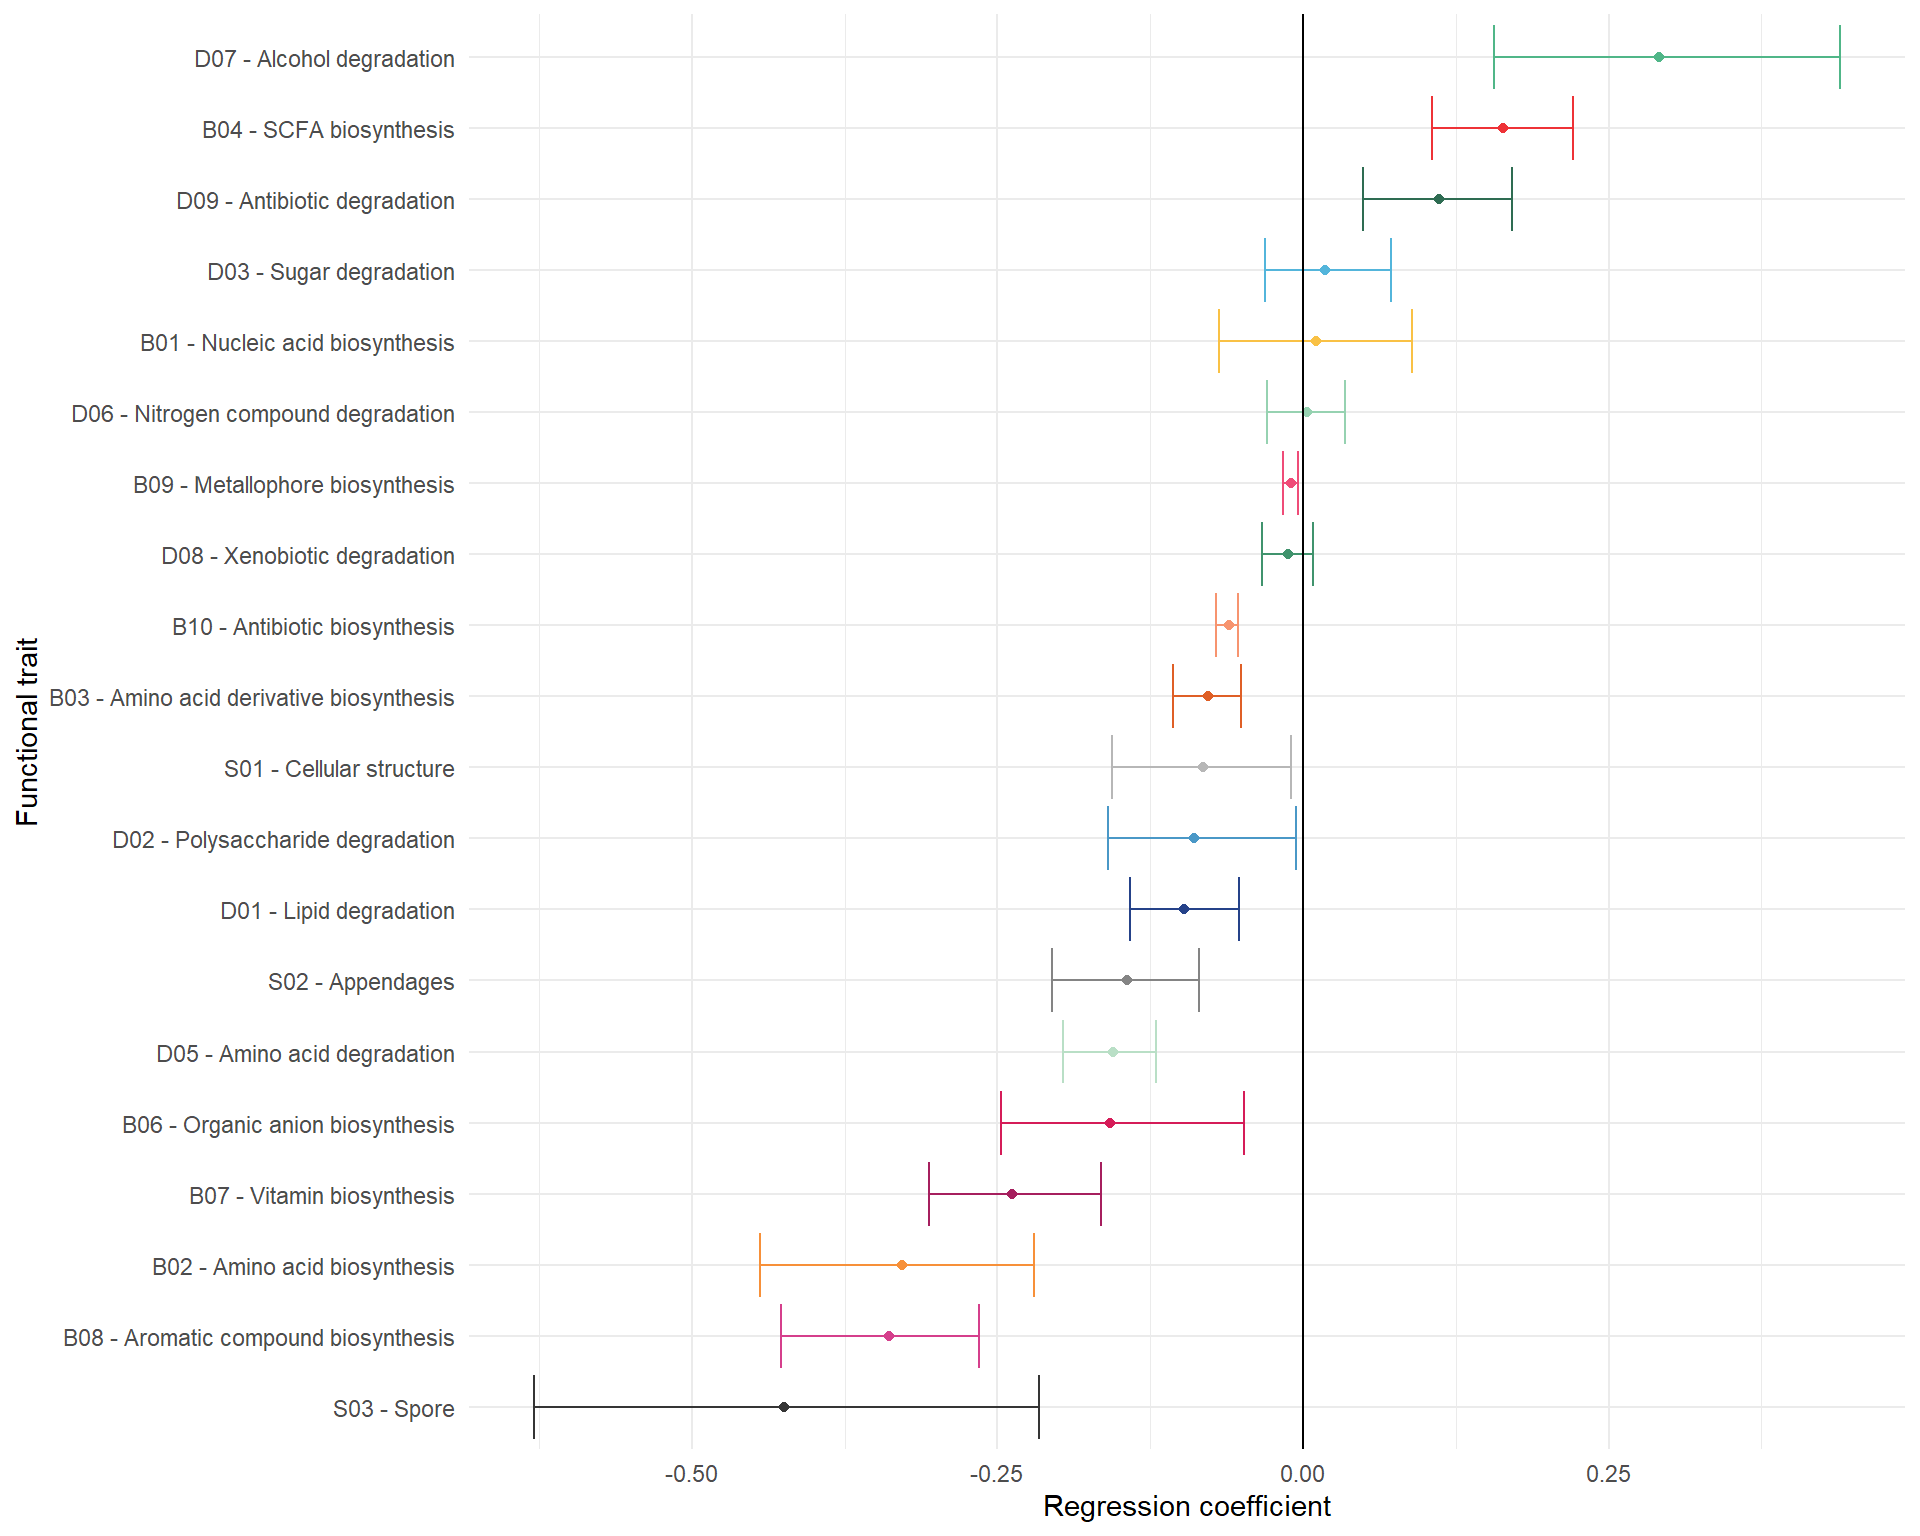 D07 - Alcohol degradation
B04 - SCFA biosynthesis
D09 - Antibiotic degradation
D03 - Sugar degradation
B01 - Nucleic acid biosynthesis
D06 - Nitrogen compound degradation
B09 - Metallophore biosynthesis
D08 - Xenobiotic degradation
B10 - Antibiotic biosynthesis
B03 - Amino acid derivative biosynthesis
S01 - Cellular structure
D02 - Polysaccharide degradation
D01 - Lipid degradation
S02 - Appendages
D05 - Amino acid degradation
B06 - Organic anion biosynthesis
B07 - Vitamin biosynthesis
B02 - Amino acid biosynthesis
B08 - Aromatic compound biosynthesis
S03 - Spore
Functional trait
-0.50 -0.25 0.00 0.25
Regression coefficient